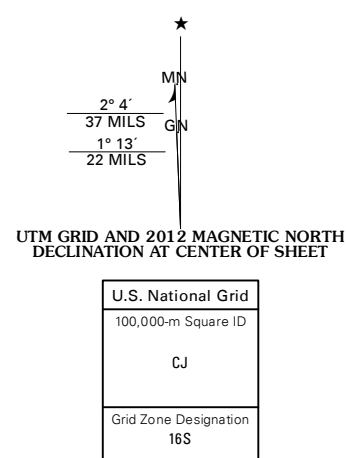 MN
2° 4´
37 MILS
GN
1° 13´
22 MILS
UTM GRID AND 2012 MAGNETIC NORTH
DECLINATION AT CENTER OF SHEET
U.S. National Grid
100,000-m Square ID
CJ
Grid Zone Designation
16S